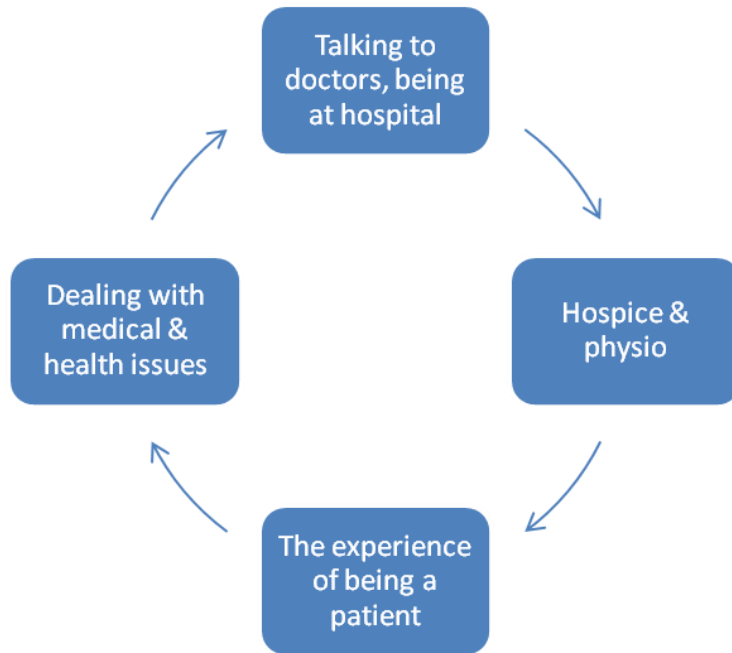 Talking to
doctors, being
at hospital
Hospice &
physio
The experience
of being a
patient
Dealing with
medical &
health issues